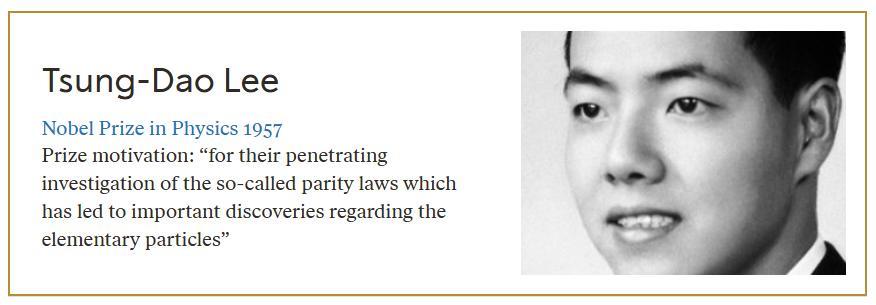 Tsung-Dao Lee
Nobel Prize in Physics 1957
Prize motivation: “for their penetrating
investigation of the so-called parity laws which
has led to important discoveries regarding the
elementary particles”